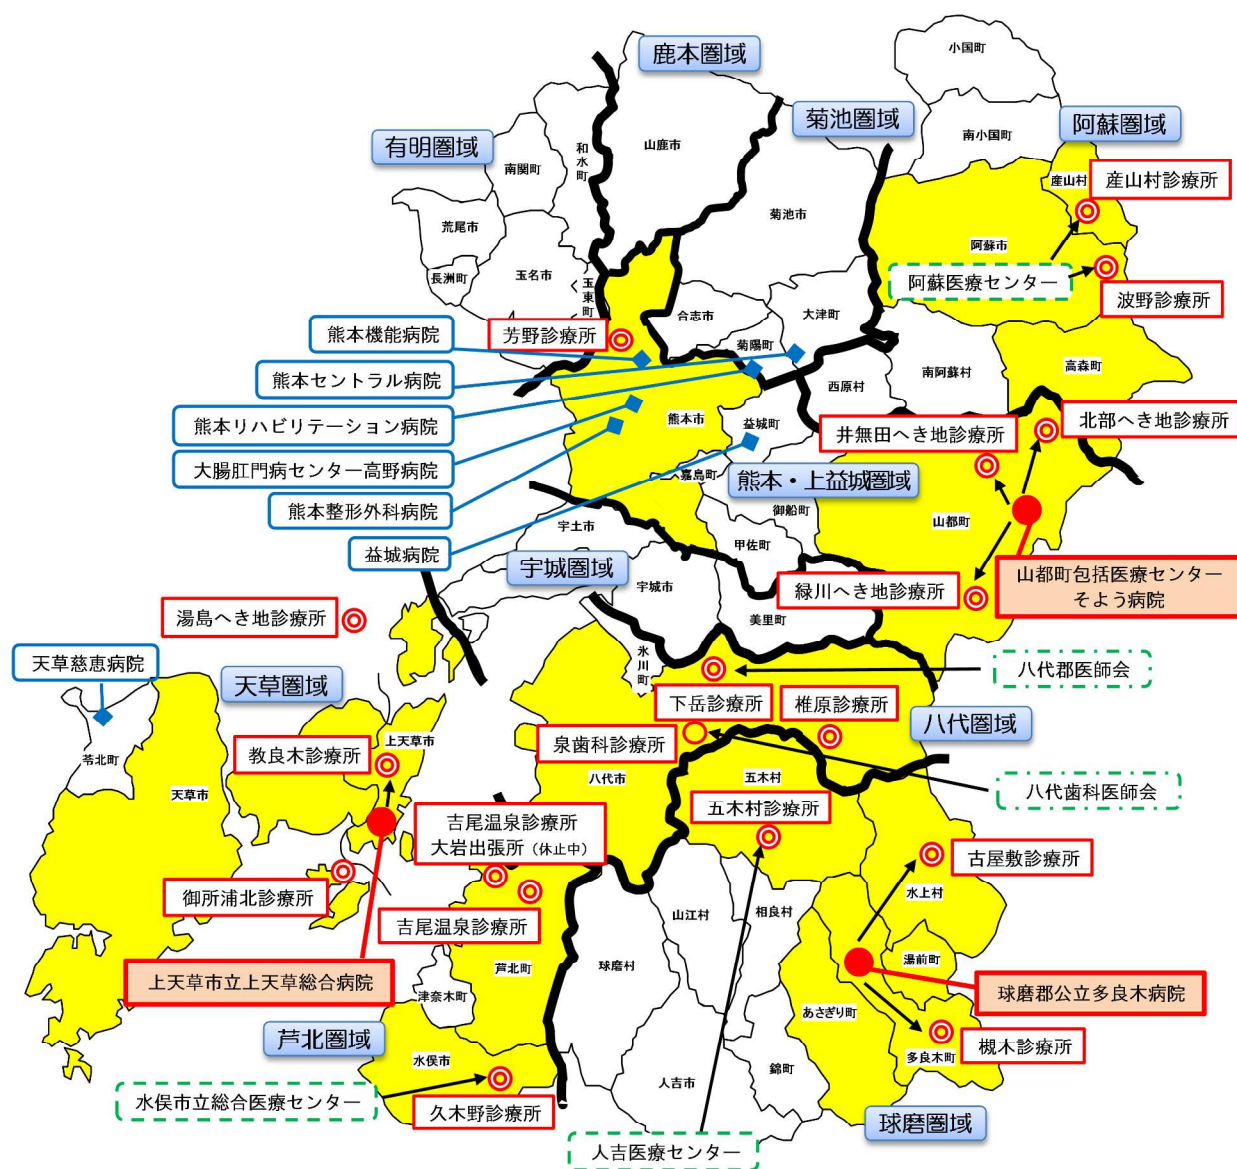 小国町
鹿本圏域
菊池圏域
阿蘇圏域
有明圏域
和水町
山鹿市
南小国町
南関町
産山村
産山村診療所
荒尾市
菊池市
阿蘇市
長洲町
玉名市
玉東町
阿蘇医療センター
波野診療所
熊本機能病院
芳野診療所
合志市
大津町
菊陽町
熊本セントラル病院
西原村
南阿蘇村
高森町
熊本リハビリテーション病院
熊本市
益城町
井無田へき地診療所
北部へき地診療所
大腸肛門病センター高野病院
嘉島町
熊本・上益城圏域
熊本整形外科病院
御船町
山都町
宇土市
甲佐町
益城病院
宇城圏域
宇城市
緑川へき地診療所
山都町包括医療センター
そよう病院
湯島へき地診療所
美里町
氷川町
天草慈恵病院
天草圏域
八代郡医師会
下岳診療所
椎原診療所
八代圏域
上天草市
泉歯科診療所
教良木診療所
苓北町
天草市
八代市
五木村
八代歯科医師会
吉尾温泉診療所
大岩出張所（休止中）
五木村診療所
古屋敷診療所
御所浦北診療所
水上村
吉尾温泉診療所
山江村
相良村
湯前町
上天草市立上天草総合病院
芦北町
球磨村
球磨郡公立多良木病院
津奈木町
あさぎり町
芦北圏域
水俣市
槻木診療所
多良木町
錦町
人吉市
水俣市立総合医療センター
久木野診療所
球磨圏域
人吉医療センター